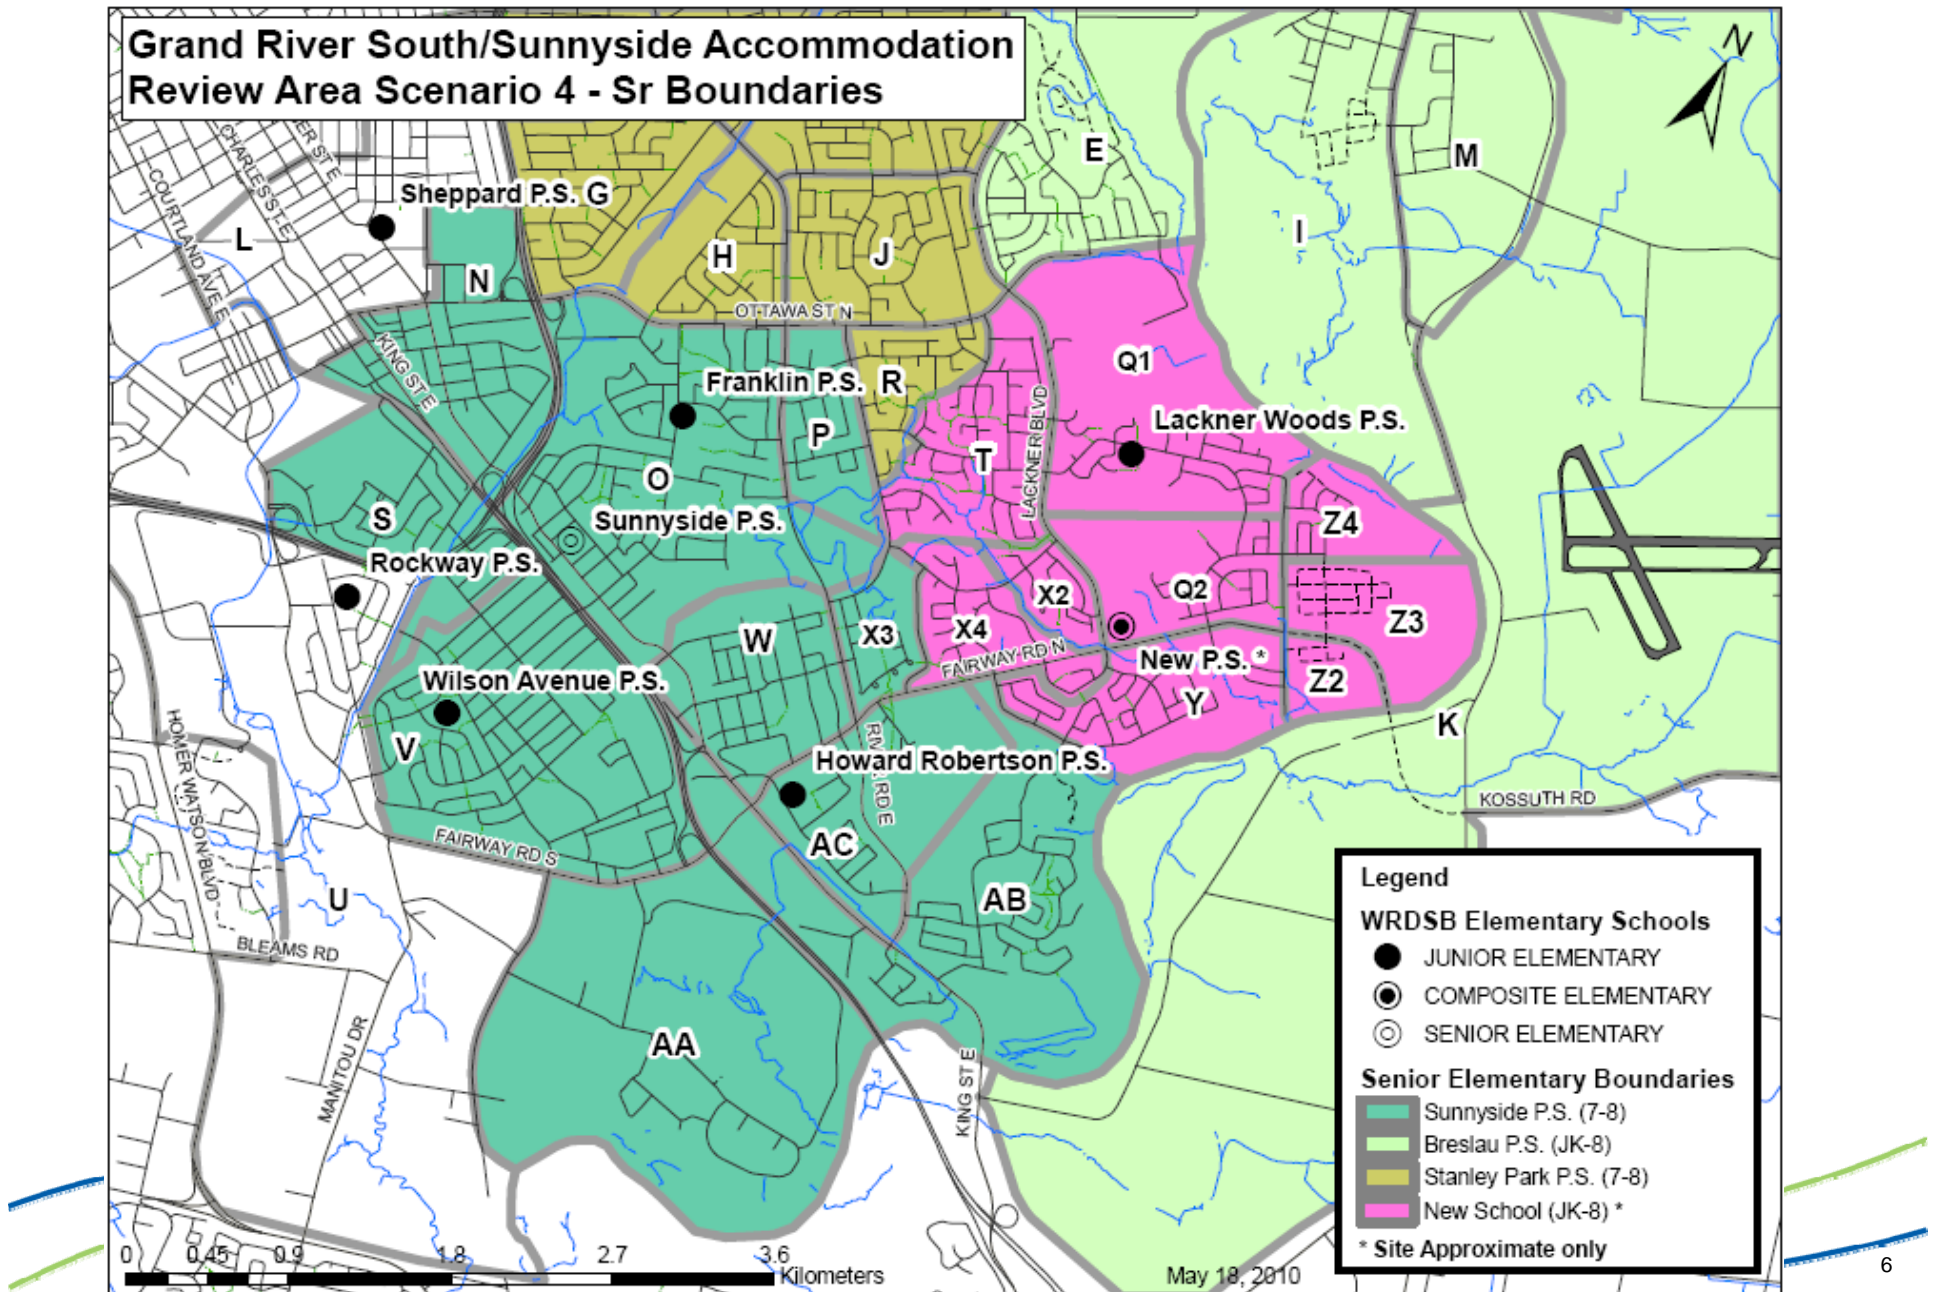 Grand River South/Sunnyside Accommodation
Review Area Scenario 4 - Sr Boundaries
N
CHARLES ST E
COURTLAND AVE E
ER ST E
Sheppard P.S.
G
E
M
L
N
H
J
I
OTTAWA ST N
KING ST E
Franklin P.S.
R
Q1
P
LACKNER BLVD
Lackner Woods P.S.
T
O
S
Sunnyside P.S.
Z4
Rockway P.S.
X2
Q2
W
X3
X4
Z3
FAIRWAY RD N
New P.S. *
Wilson Avenue P.S.
Z2
Y
K
V
HOMER WATSON BLVD
RIVER RD E
Howard Robertson P.S.
KOSSUTH RD
FAIRWAY RD S
AC
U
AB
BLEAMS RD
AA
MANITOU DR
KING ST E
Legend
WRDSB Elementary Schools
JUNIOR ELEMENTARY
COMPOSITE ELEMENTARY
SENIOR ELEMENTARY
Senior Elementary Boundaries
Sunnyside P.S. (7-8)
Breslau P.S. (JK-8)
Stanley Park P.S. (7-8)
New School (JK-8) *
* Site Approximate only
0 0.45 0.9 1.8 2.7 3.6
Kilometers
May 18, 2010
6